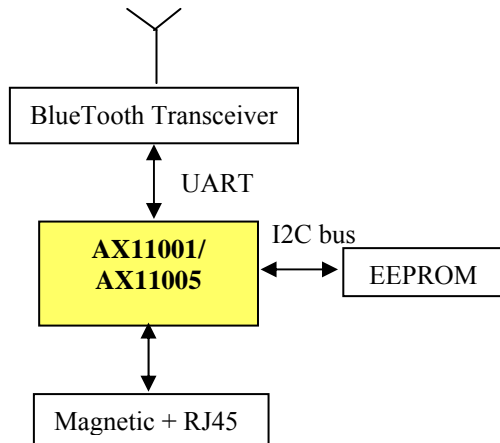 BlueTooth Transceiver
UART
AX11001/
AX11005
I2C bus
EEPROM
Magnetic + RJ45